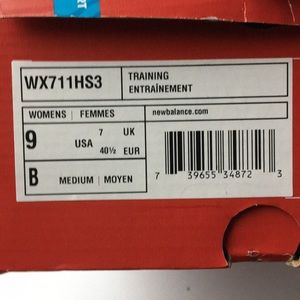 WX711HS3
TRAINING
ENTRAÎNEMENT
WOMENS | FEMMES
newbalance.com
9 USA
7 UK
40½ EUR
B MEDIUM | MOYEN
7 39655 34872 3